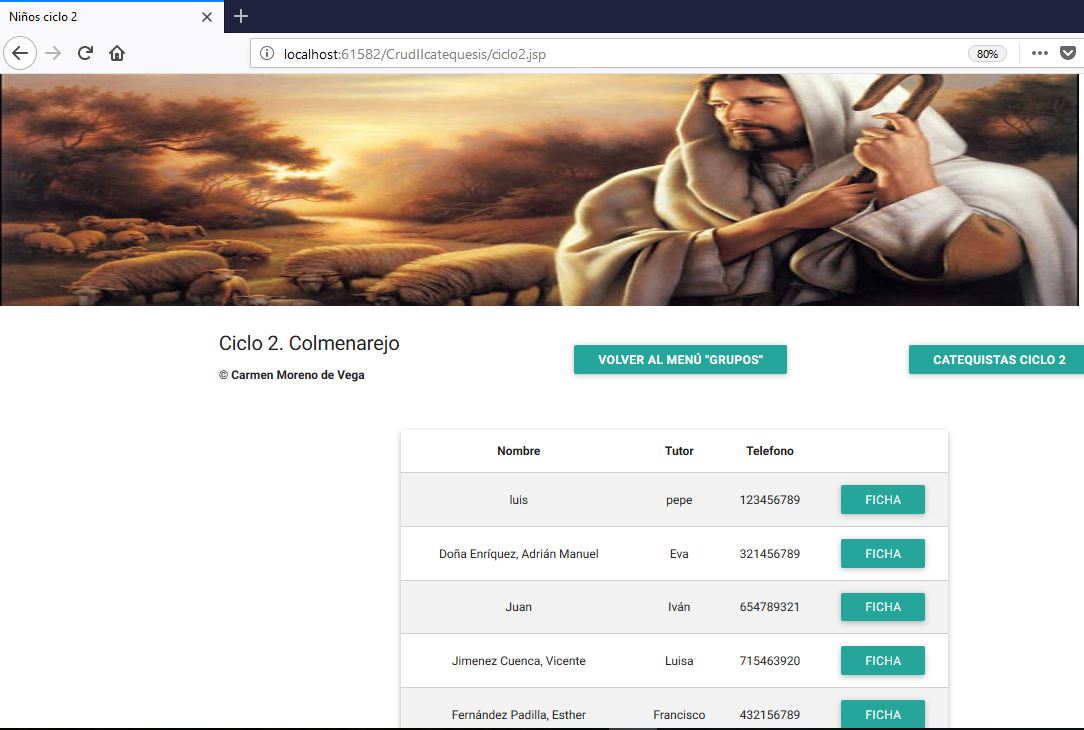 Niños ciclo 2
localhost:61582/CrudIIcatequesis/ciclo2.jsp 80%
Ciclo 2. Colmenarejo
© Carmen Moreno de Vega
VOLVER AL MENÚ "GRUPOS"
CATEQUISTAS CICLO 2
Nombre Tutor Telefono
luis pepe 123456789 FICHA
Doña Enríquez, Adrián Manuel Eva 321456789 FICHA
Juan Iván 654789321 FICHA
Jimenez Cuenca, Vicente Luisa 715463920 FICHA
Fernández Padilla, Esther Francisco 432156789 FICHA